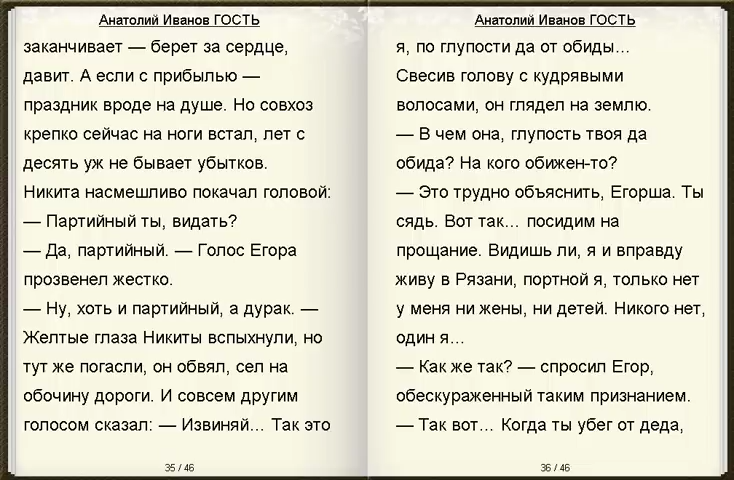 Анатолий Иванов ГОСТЬ
заканчивает — берет за сердце,
давит. А если с прибылью —
праздник вроде на душе. Но совхоз
крепко сейчас на ноги встал, лет с
десять уж не бывает убытков.
Никита насмешливо покачал головой:
— Партийный ты, видать?
— Да, партийный. — Голос Егора
прозвенел жестко.
— Ну, хоть и партийный, а дурак. —
Желтые глаза Никиты вспыхнули, но
тут же погасли, он обвял, сел на
обочину дороги. И совсем другим
голосом сказал: — Извиняй... Так это
35 / 46
Анатолий Иванов ГОСТЬ
я, по глупости да от обиды...
Свесив голову с кудрявыми
волосами, он глядел на землю.
— В чем она, глупость твоя да
обида? На кого обижен-то?
— Это трудно объяснить, Егорша. Ты
сядь. Вот так... посидим на
прощание. Видишь ли, я и вправду
живу в Рязани, портной я, только нет
у меня ни жены, ни детей. Никого нет,
один я...
— Как же так? — спросил Егор,
обескураженный таким признанием.
— Так вот... Когда ты убег от деда,
36 / 46